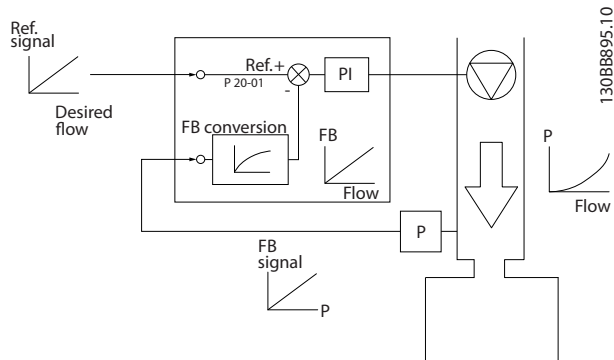 Ref.
signal
Desired
flow
Ref.+
P 20-01
-
PI
FB conversion
FB
Flow
P
FB
signal
P
P
Flow
130BB895.10